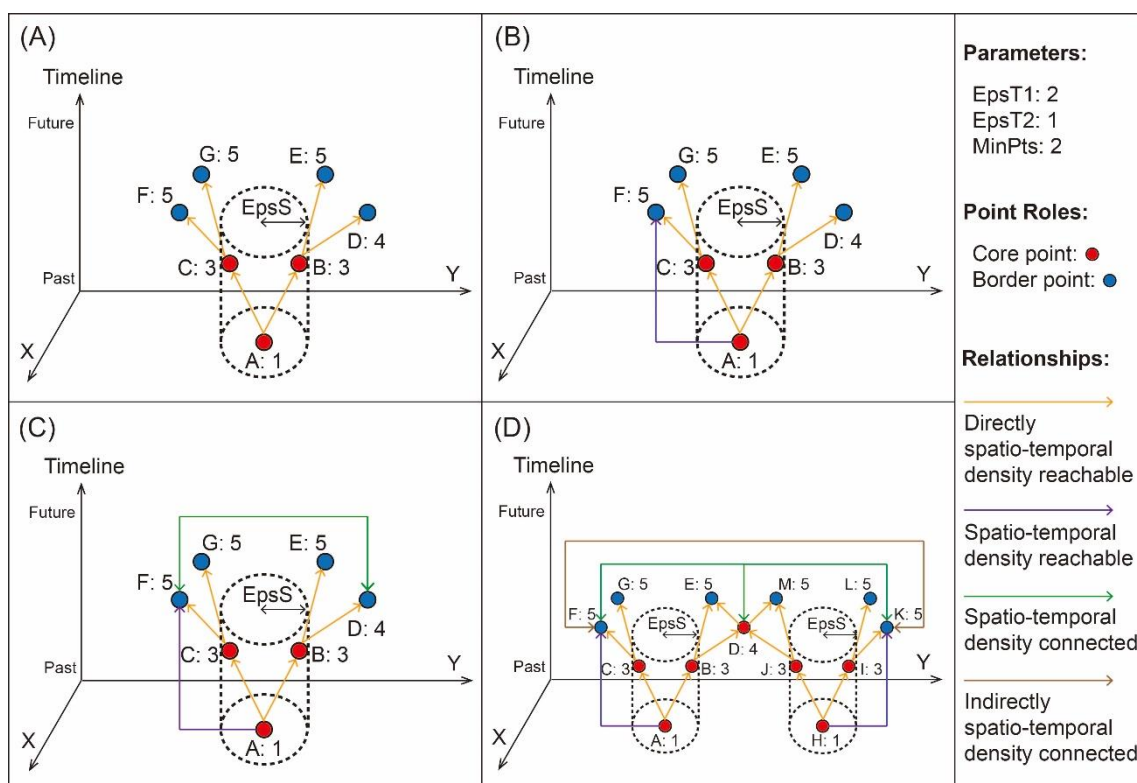 (A)
Timeline
Future
G: 5
E: 5
F: 5
EpsS
D: 4
C: 3
B: 3
Past
Y
X
A: 1
(B)
Timeline
Future
G: 5
E: 5
F: 5
EpsS
D: 4
C: 3
B: 3
Past
Y
X
A: 1
(C)
Timeline
Future
G: 5
E: 5
F: 5
EpsS
D: 4
C: 3
B: 3
Past
Y
X
A: 1
(D)
Timeline
Future
G: 5
E: 5
M: 5
L: 5
F: 5
K: 5
EpsS
EpsS
D: 4
C: 3
B: 3
J: 3
I: 3
Past
Y
X
A: 1
H: 1
Parameters:
EpsT1: 2
EpsT2: 1
MinPts: 2
Point Roles:
Core point:
Border point:
Relationships:
Directly
spatio-temporal
density reachable
Spatio-temporal
density reachable
Spatio-temporal
density connected
Indirectly
spatio-temporal
density connected